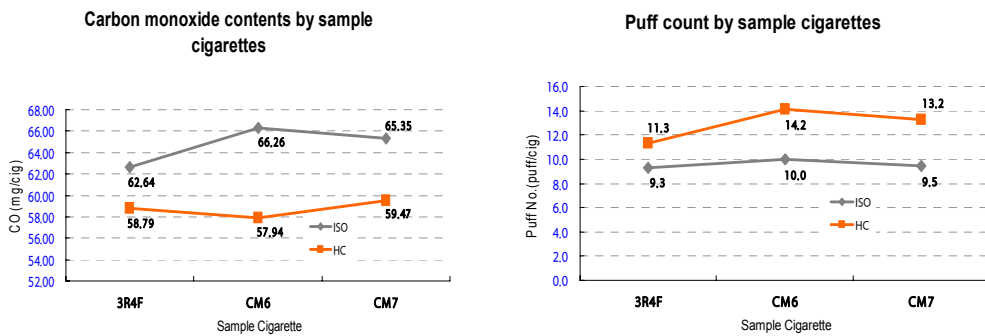 Carbon monoxide contents by sample
cigarettes
CO (mg/cig)
68,00
66,00
64,00
62,00
60,00
58,00
56,00
54,00
52,00
62,64
66,26
65,35
58,79
57,94
59,47
ISO
HC
3R4F
CM6
CM7
Sample Cigarette
Puff count by sample cigarettes
Puff No.(puff/cig)
16,0
14,0
12,0
10,0
8,0
6,0
4,0
2,0
0,0
11,3
14,2
13,2
9,3
10,0
9,5
ISO
HC
3R4F
CM6
CM7
Sample Cigarette